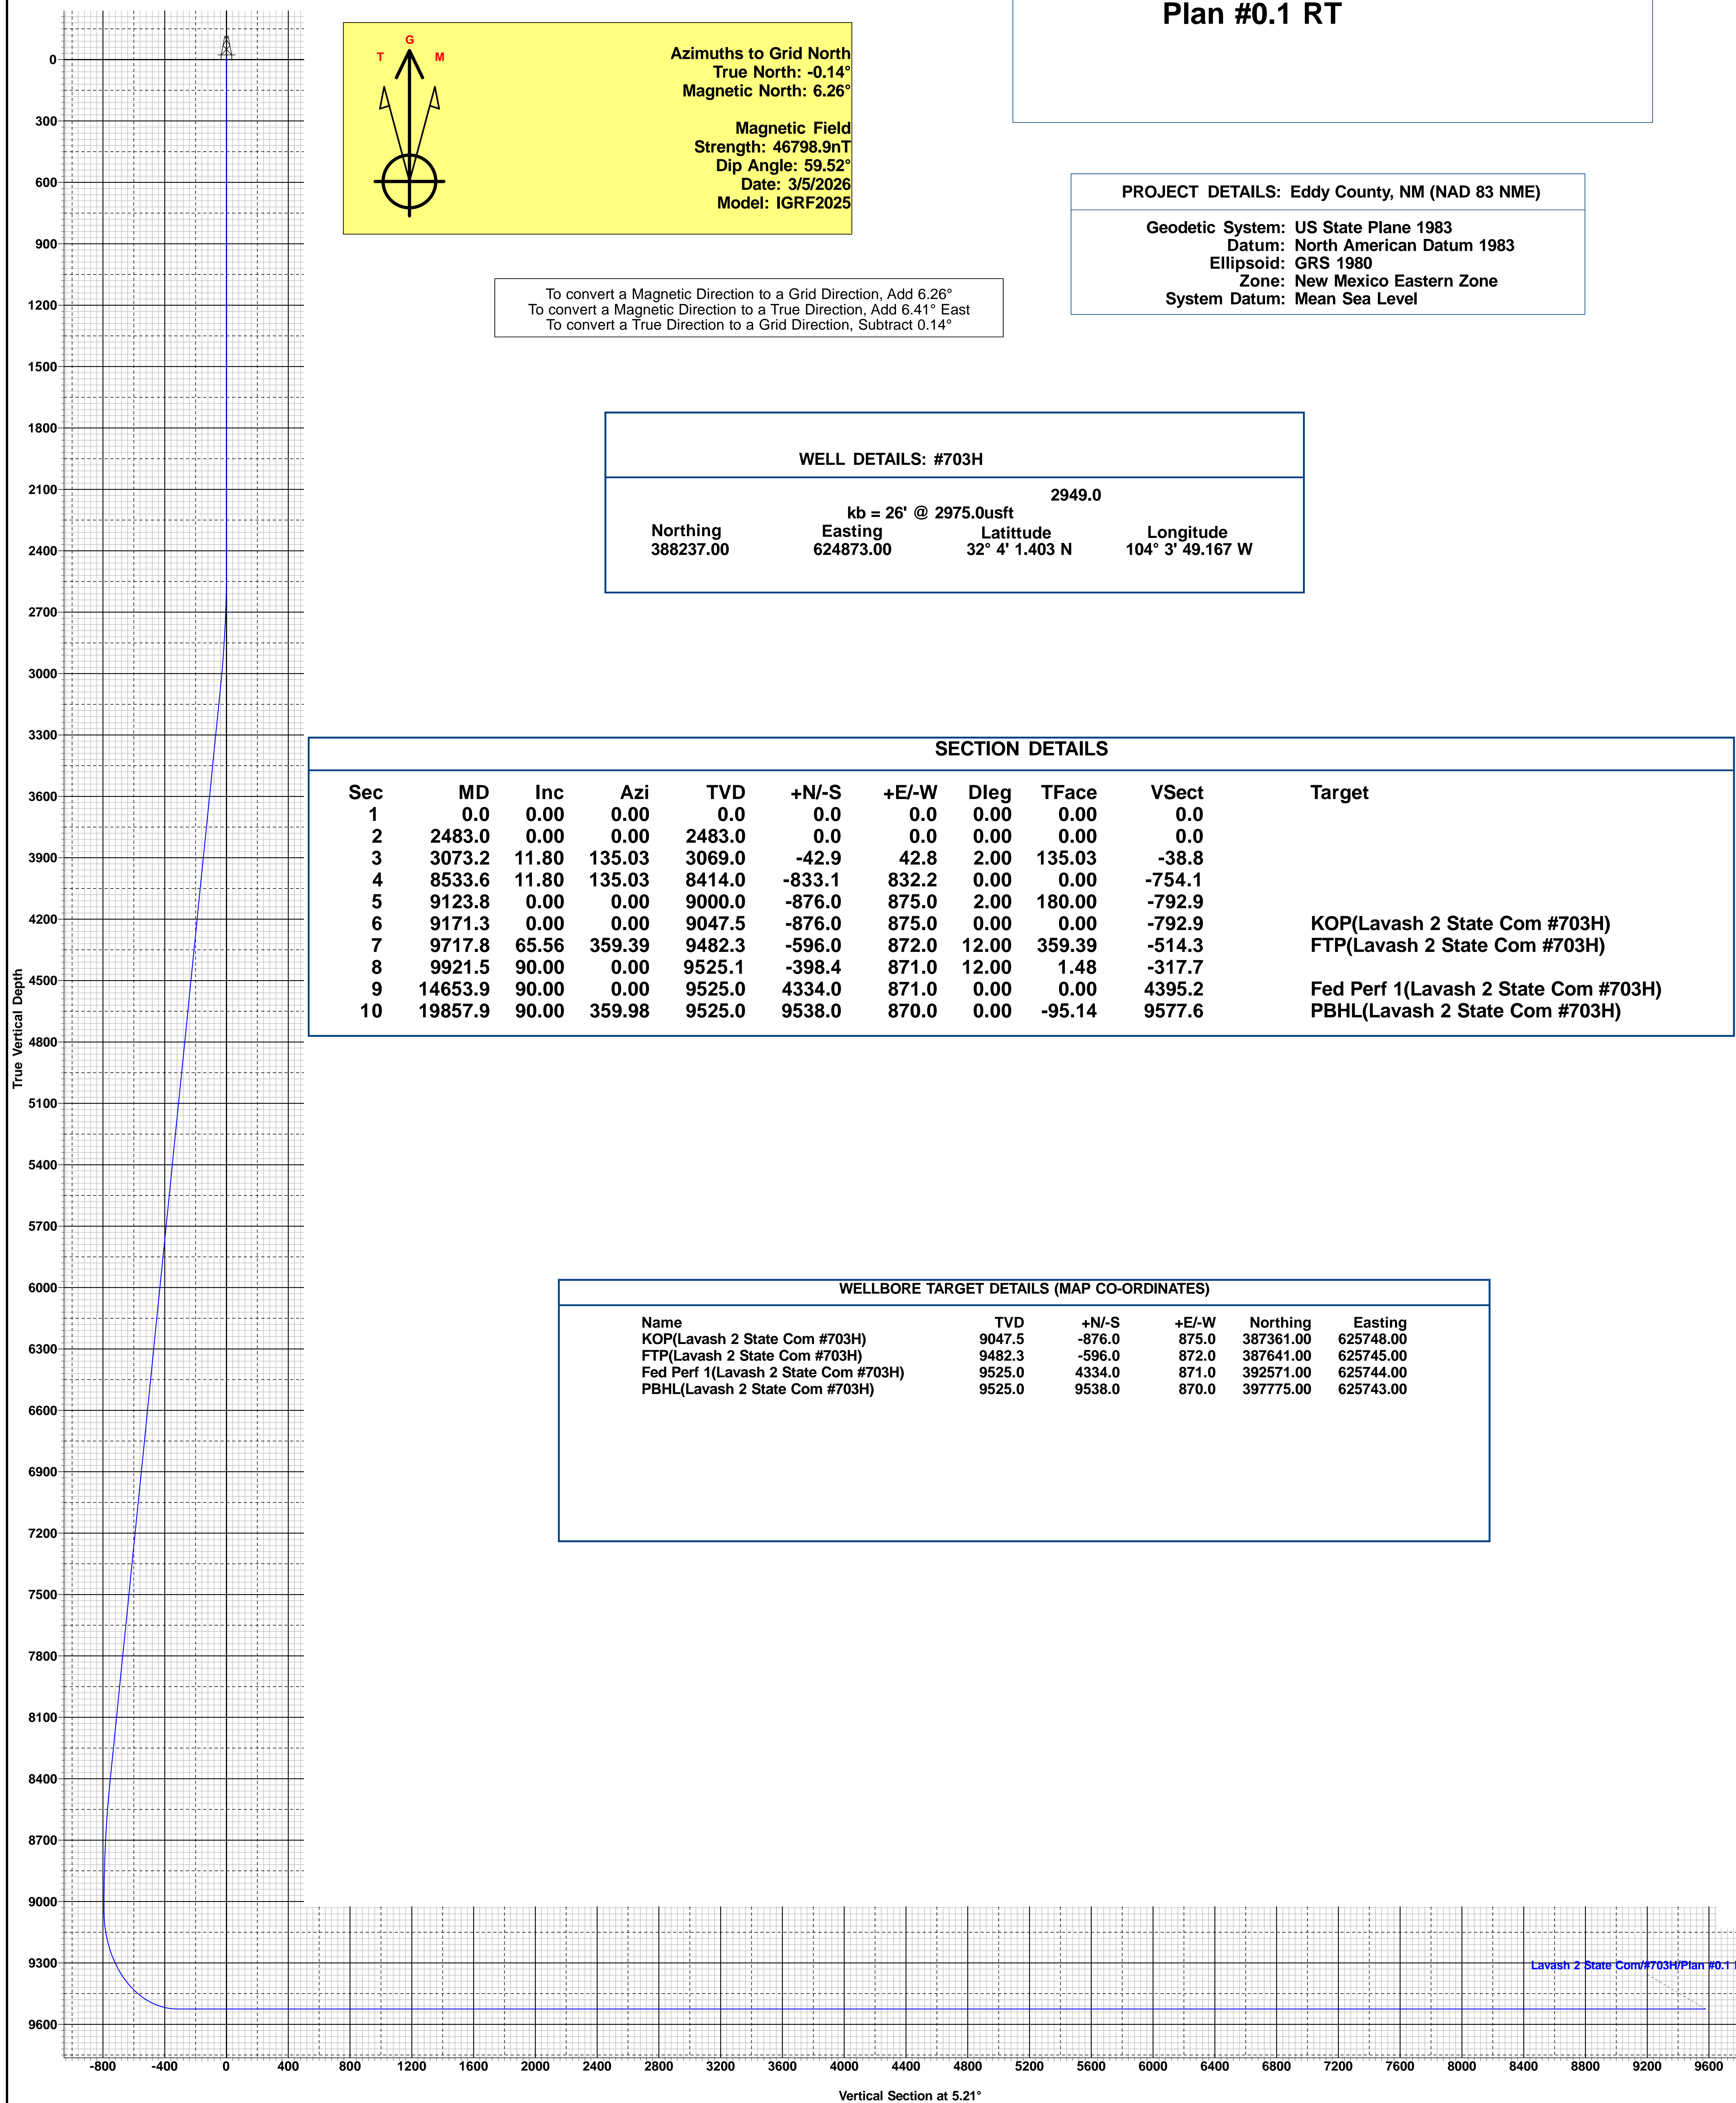 Plan #0.1 RT
T G M
Azimuths to Grid North
True North: -0.14°
Magnetic North: 6.26°
Magnetic Field
Strength: 46798.9nT
Dip Angle: 59.52°
Date: 3/5/2026
Model: IGRF2025
PROJECT DETAILS: Eddy County, NM (NAD 83 NME)
Geodetic System: US State Plane 1983
Datum: North American Datum 1983
Ellipsoid: GRS 1980
Zone: New Mexico Eastern Zone
System Datum: Mean Sea Level
To convert a Magnetic Direction to a Grid Direction, Add 6.26°
To convert a Magnetic Direction to a True Direction, Add 6.41° East
To convert a True Direction to a Grid Direction, Subtract 0.14°
WELL DETAILS: #703H
2949.0
kb = 26' @ 2975.0usft
Northing Easting Latittude Longitude
388237.00 624873.00 32° 4' 1.403 N 104° 3' 49.167 W
SECTION DETAILS
Sec MD Inc Azi TVD +N/-S +E/-W Dleg TFace VSect Target
1 0.0 0.00 0.00 0.0 0.0 0.0 0.00 0.00 0.0
2 2483.0 0.00 0.00 2483.0 0.0 0.0 0.00 0.00 0.0
3 3073.2 11.80 135.03 3069.0 -42.9 42.8 2.00 135.03 -38.8
4 8533.6 11.80 135.03 8414.0 -833.1 832.2 0.00 0.00 -754.1
5 9123.8 0.00 0.00 9000.0 -876.0 875.0 2.00 180.00 -792.9
6 9171.3 0.00 0.00 9047.5 -876.0 875.0 0.00 0.00 -792.9 KOP(Lavash 2 State Com #703H)
7 9717.8 65.56 359.39 9482.3 -596.0 872.0 12.00 359.39 -514.3 FTP(Lavash 2 State Com #703H)
8 9921.5 90.00 0.00 9525.1 -398.4 871.0 12.00 1.48 -317.7
9 14653.9 90.00 0.00 9525.0 4334.0 871.0 0.00 0.00 4395.2 Fed Perf 1(Lavash 2 State Com #703H)
10 19857.9 90.00 359.98 9525.0 9538.0 870.0 0.00 -95.14 9577.6 PBHL(Lavash 2 State Com #703H)
WELLBORE TARGET DETAILS (MAP CO-ORDINATES)
Name TVD +N/-S +E/-W Northing Easting
KOP(Lavash 2 State Com #703H) 9047.5 -876.0 875.0 387361.00 625748.00
FTP(Lavash 2 State Com #703H) 9482.3 -596.0 872.0 387641.00 625745.00
Fed Perf 1(Lavash 2 State Com #703H) 9525.0 4334.0 871.0 392571.00 625744.00
PBHL(Lavash 2 State Com #703H) 9525.0 9538.0 870.0 397775.00 625743.00
True Vertical Depth
0
300
600
900
1200
1500
1800
2100
2400
2700
3000
3300
3600
3900
4200
4500
4800
5100
5400
5700
6000
6300
6600
6900
7200
7500
7800
8100
8400
8700
9000
9300
9600
Lavash 2 State Com/#703H/Plan #0.1
-800 -400 0 400 800 1200 1600 2000 2400 2800 3200 3600 4000 4400 4800 5200 5600 6000 6400 6800 7200 7600 8000 8400 8800 9200 9600
Vertical Section at 5.21°